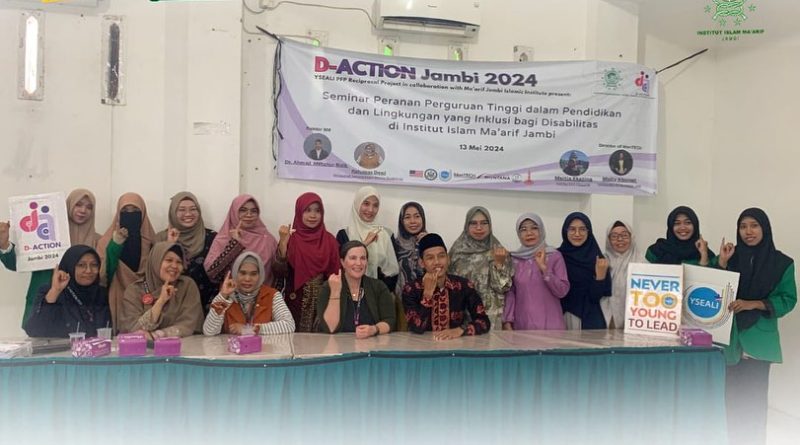 INSTITUT ISLAM MA'ARIF
JAMBI
D-ACTION Jambi 2024
YSEALI PFP Reciprocal Project in collaboration with Ma'arif Jambi Islamic Institute present:
Seminar Peranan Perguruan Tinggi dalam Pendidikan
dan Lingkungan yang Inklusi bagi Disabilitas
di Institut Islam Ma'arif Jambi
13 Mei 2024
D-ACTION
Jambi 2024
NEVER
TOO
YOUNG
TO LEAD
YSEALI